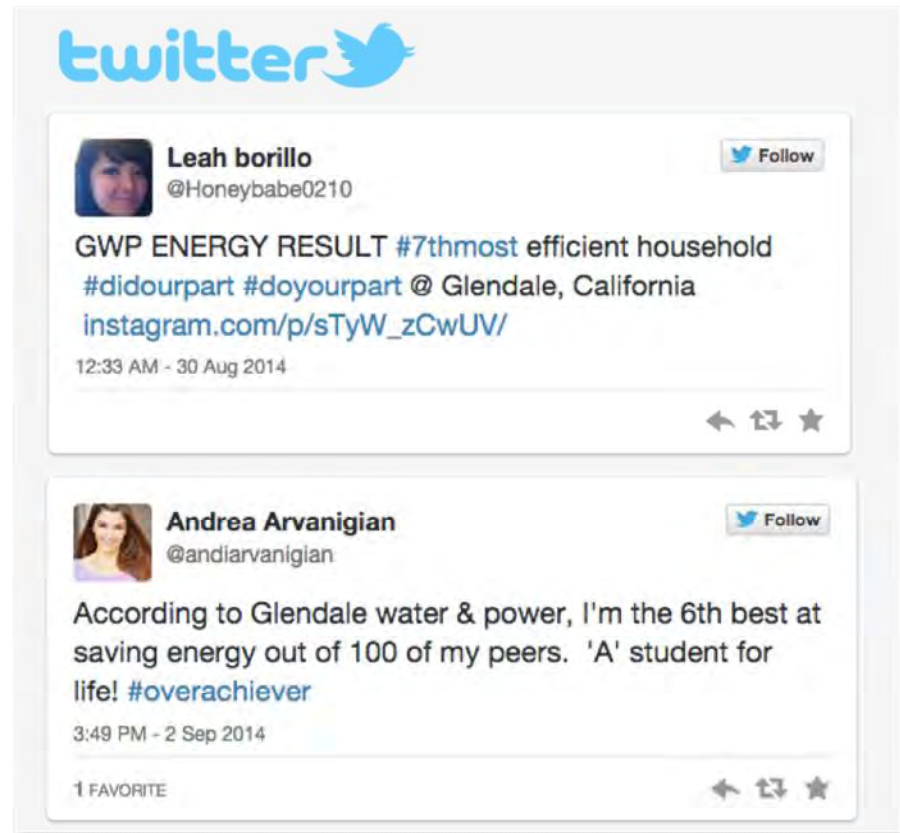 twitter
Leah borillo
Follow
@Honeybabe0210
GWP ENERGY RESULT #7thmost efficient household
#didourpart #doyourpart @ Glendale, California
instagram.com/p/sTyW_zCwUV/
12:33 AM - 30 Aug 2014
Andrea Arvanigian
Follow
@andiarvanigian
According to Glendale water & power, I'm the 6th best at
saving energy out of 100 of my peers.  'A' student for
life! #overachiever
3:49 PM - 2 Sep 2014
1 FAVORITE